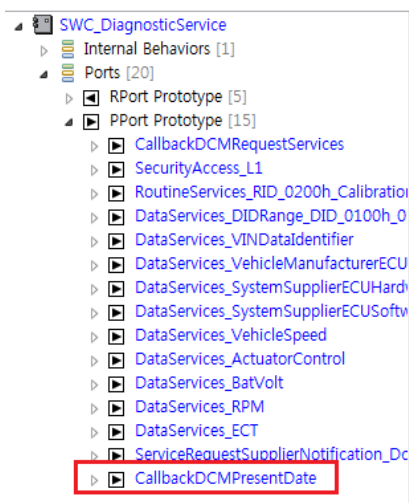 SWC_DiagnosticService
Internal Behaviors [1]
Ports [20]
RPort Prototype [5]
PPort Prototype [15]
CallbackDCMRequestServices
SecurityAccess_L1
RoutineServices_RID_0200h_Calibration
DataServices_DIDRange_DID_0100h_0
DataServices_VINDataIdentifier
DataServices_VehicleManufacturerECU
DataServices_SystemSupplierECUHard
DataServices_SystemSupplierECUSoftw
DataServices_VehicleSpeed
DataServices_ActuatorControl
DataServices_BatVolt
DataServices_RPM
DataServices_ECT
ServiceRequestSupplierNotification_Dc
CallbackDCMPresentDate